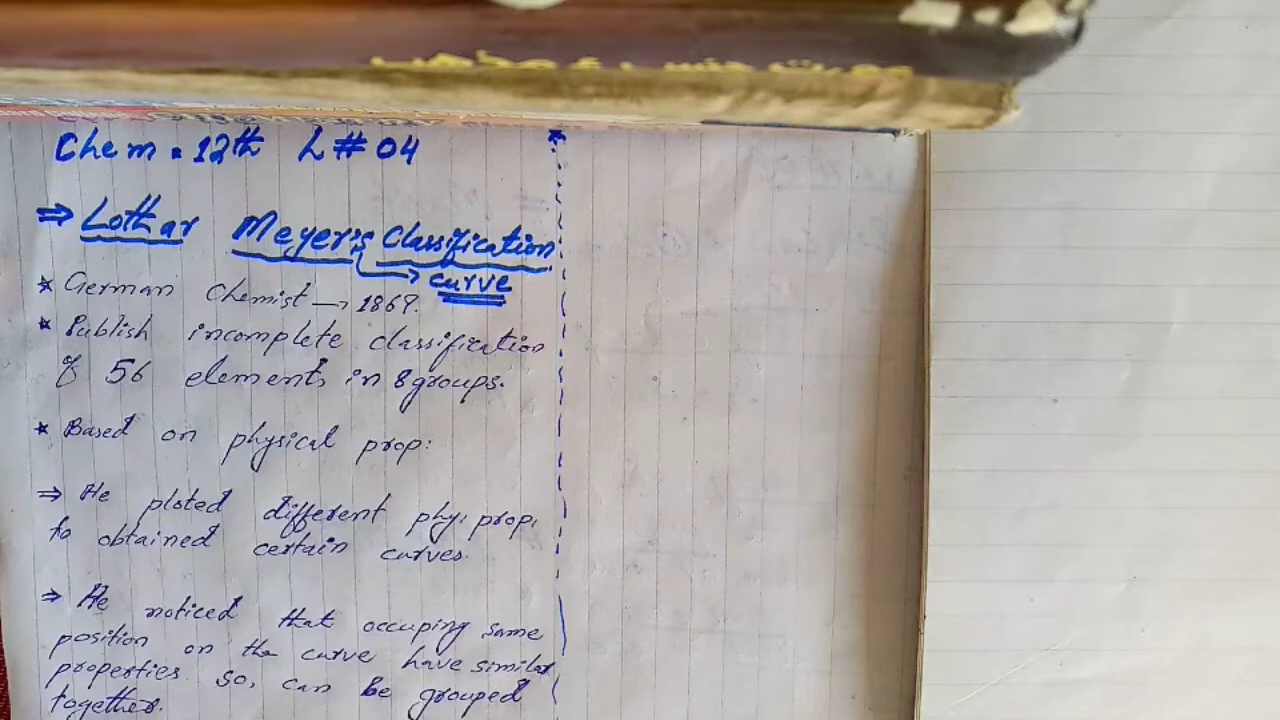 Chem. 12th L# 04
⇒ Lothar Meyer's Classification
→ curve
* German Chemist → 1869.
* Publish incomplete classification
of 56 elements in 8 groups.
* Based on physical prop:
⇒ He ploted different phy. prop.
to obtained certain curves.
⇒ He noticed that occuping same
position on the curve have similar
properties so, can be grouped
together.